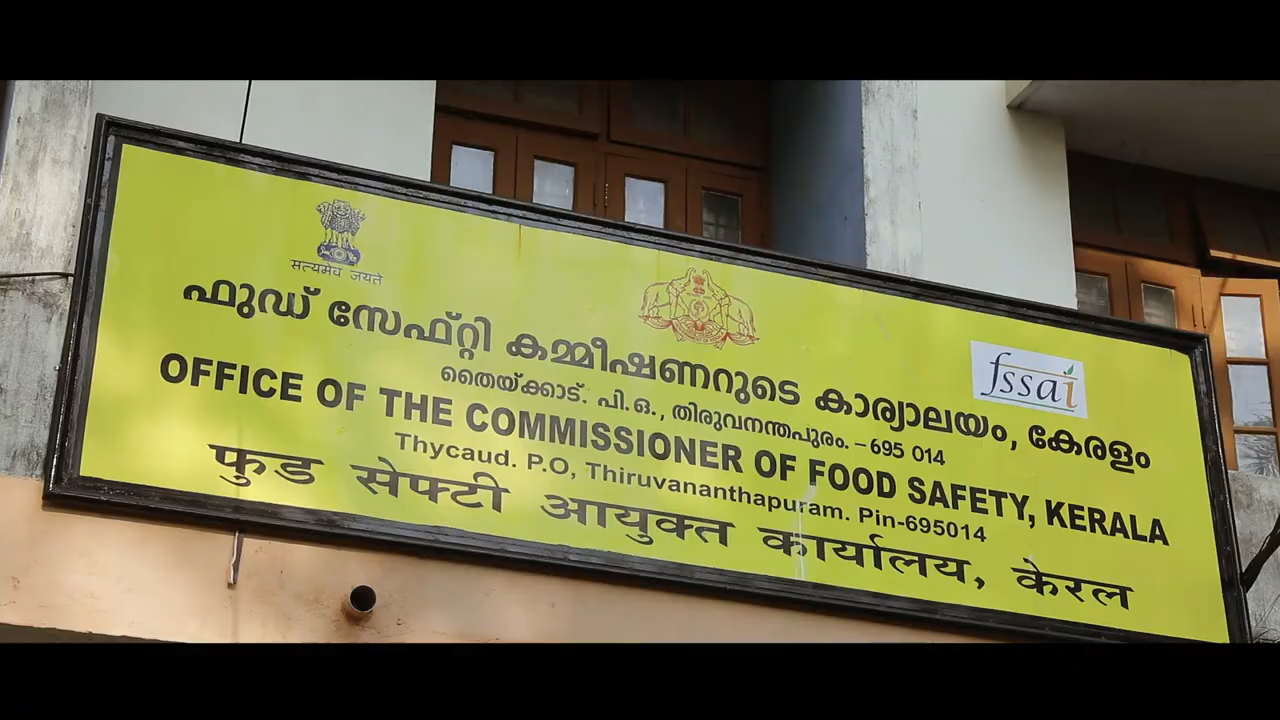 सत्यमेव जयते
ഫുഡ് സേഫ്റ്റി കമ്മീഷണറുടെ കാര്യാലയം, കേരളം
fssai
തൈയ്ക്കാട്. പി.ഒ., തിരുവനന്തപുരം. – 695 014
OFFICE OF THE COMMISSIONER OF FOOD SAFETY, KERALA
Thycaud. P.O, Thiruvananthapuram. Pin-695014
फुड सेफ्टी आयुक्त कार्यालय, केरल